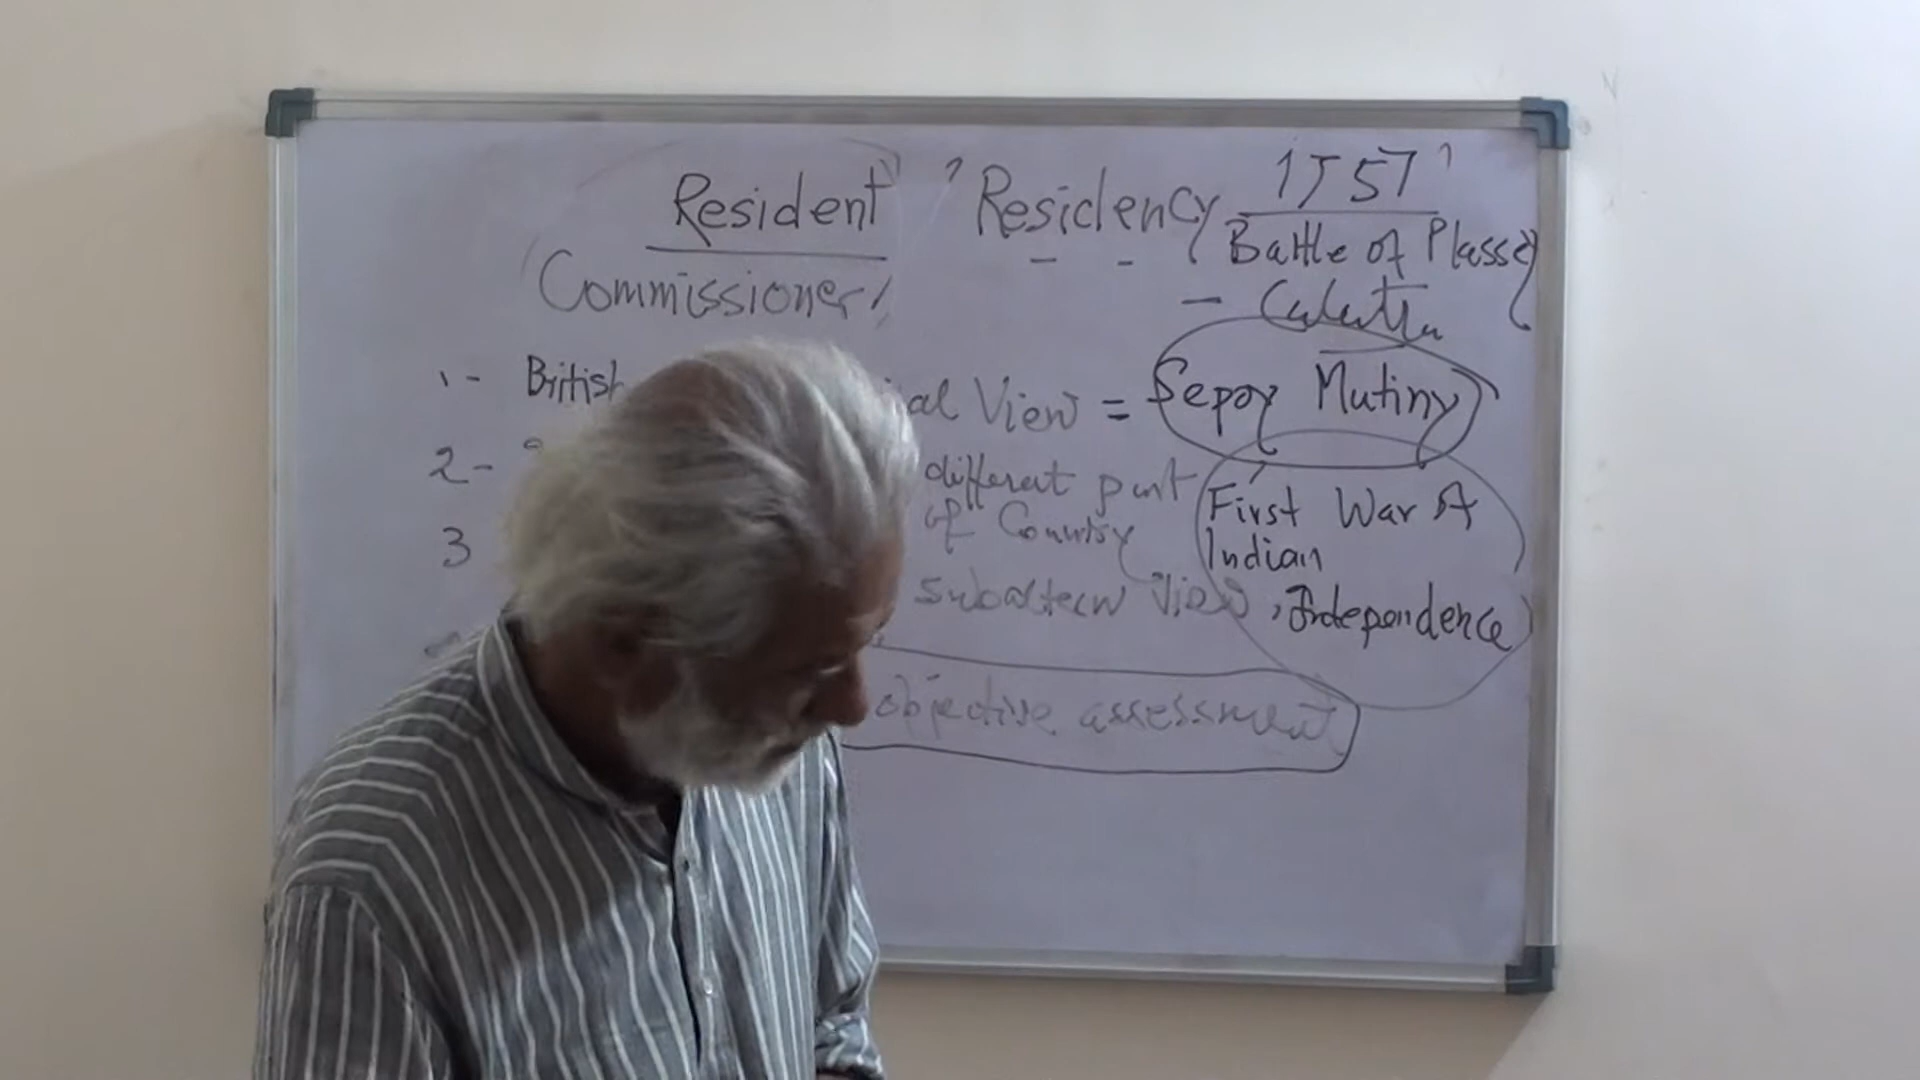 Resident 'Residency 1757'
Commissioner Battle of Plassey
- Calcutta
1- British al View = Sepoy Mutiny
2- different part First War of
of Country Indian
3 subaltern View, Independence
objective assessment